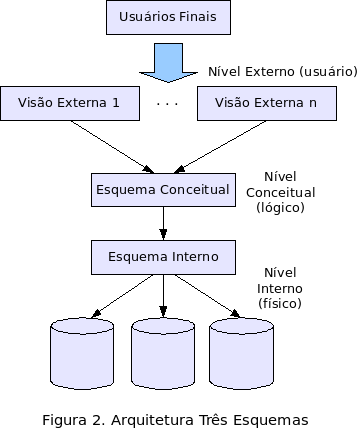 Usuários Finais
Nível Externo (usuário)
Visão Externa 1
. . .
Visão Externa n
Esquema Conceitual
Nível
Conceitual
(lógico)
Esquema Interno
Nível
Interno
(físico)
Figura 2. Arquitetura Três Esquemas